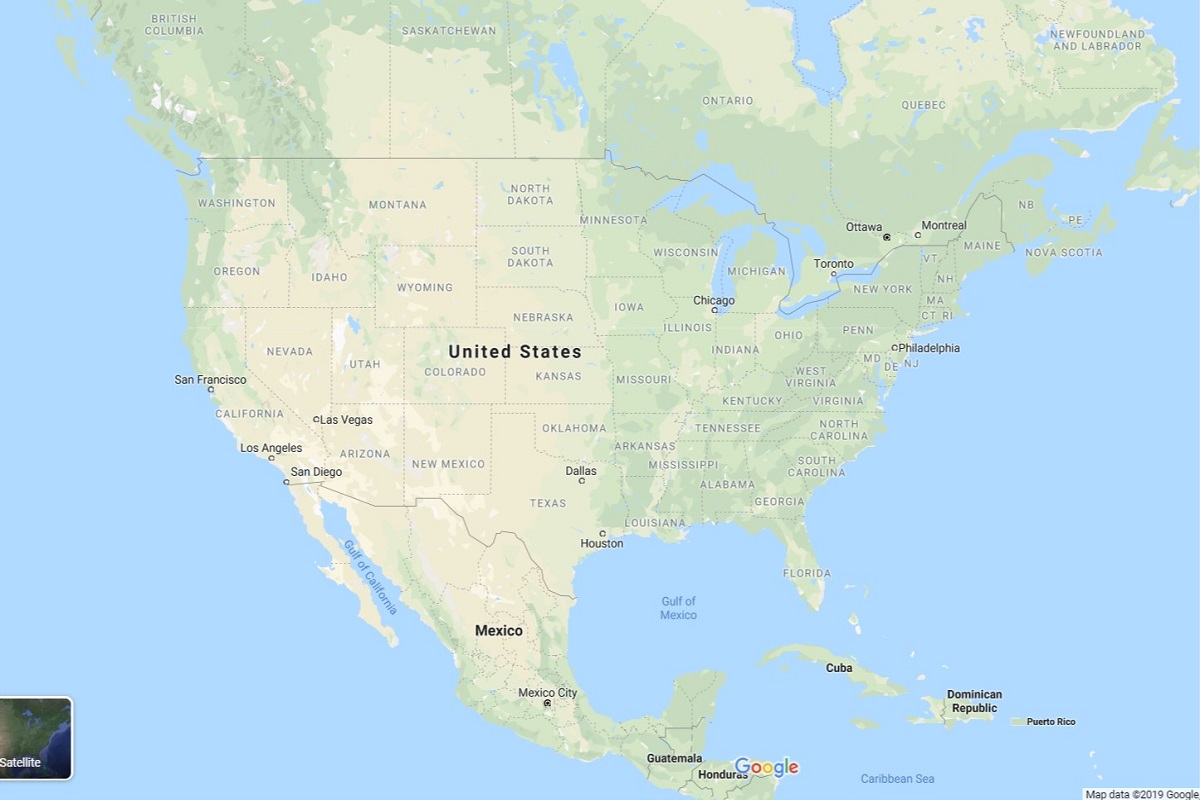 BRITISH
COLUMBIA
SASKATCHEWAN
NEWFOUNDLAND
AND LABRADOR
ONTARIO
QUEBEC
WASHINGTON
MONTANA
NORTH
DAKOTA
MINNESOTA
NB
PE
Ottawa
Montreal
MAINE
NOVA SCOTIA
OREGON
IDAHO
SOUTH
DAKOTA
WISCONSIN
MICHIGAN
Toronto
VT
NH
WYOMING
NEW YORK
MA
CT RI
Chicago
IOWA
NEBRASKA
ILLINOIS
OHIO
PENN
NEVADA
UTAH
United States
COLORADO
KANSAS
INDIANA
Philadelphia
MD
DE
NJ
San Francisco
MISSOURI
WEST
VIRGINIA
CALIFORNIA
Las Vegas
KENTUCKY
VIRGINIA
OKLAHOMA
TENNESSEE
NORTH
CAROLINA
Los Angeles
ARIZONA
NEW MEXICO
ARKANSAS
San Diego
Dallas
MISSISSIPPI
SOUTH
CAROLINA
ALABAMA
TEXAS
GEORGIA
LOUISIANA
Houston
Gulf of California
FLORIDA
Gulf of
Mexico
Mexico
Cuba
Mexico City
Dominican
Republic
Puerto Rico
Satellite
Guatemala
Honduras
Google
Caribbean Sea
Map data ©2019 Google